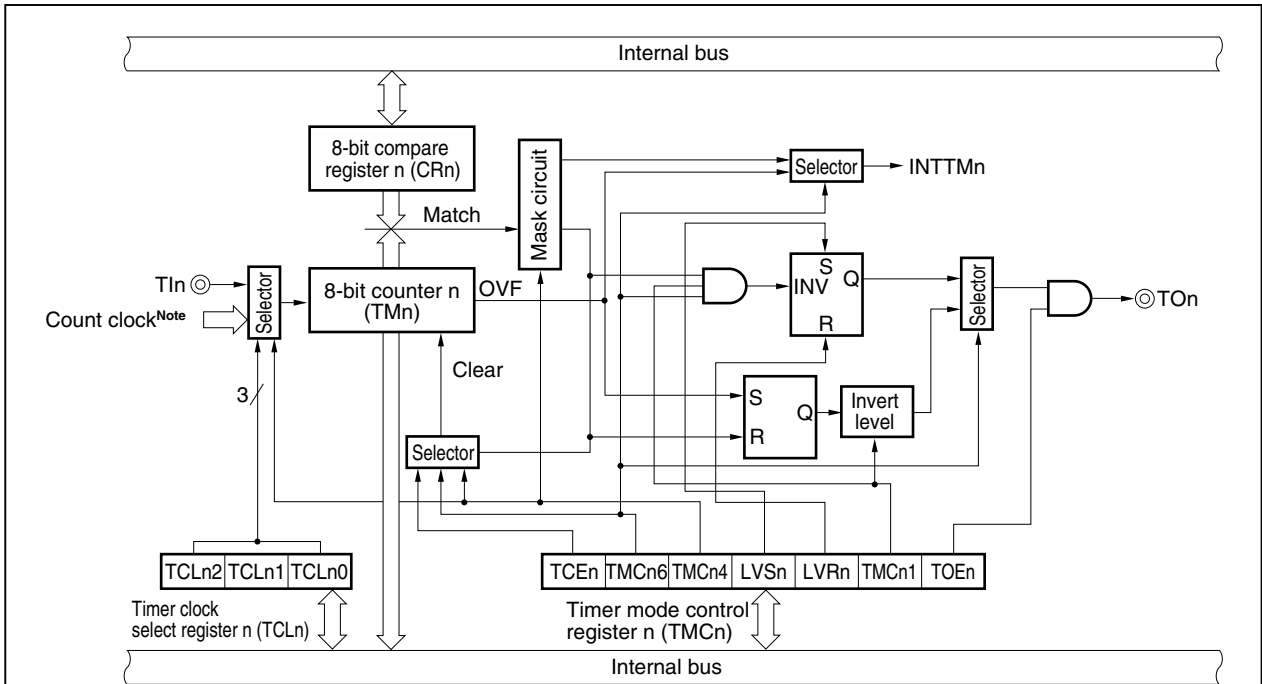 Internal bus
8-bit compare
register n (CRn)
Mask circuit
Selector
INTTMn
Match
TIn
Selector
8-bit counter n
(TMn)
OVF
S
INV
Q
R
Selector
TOn
Count clockNote
Clear
3
S
Q
R
Invert
level
Selector
TCLn2 TCLn1 TCLn0
TCEn TMCn6 TMCn4 LVSn LVRn TMCn1 TOEn
Timer clock
select register n (TCLn)
Timer mode control
register n (TMCn)
Internal bus